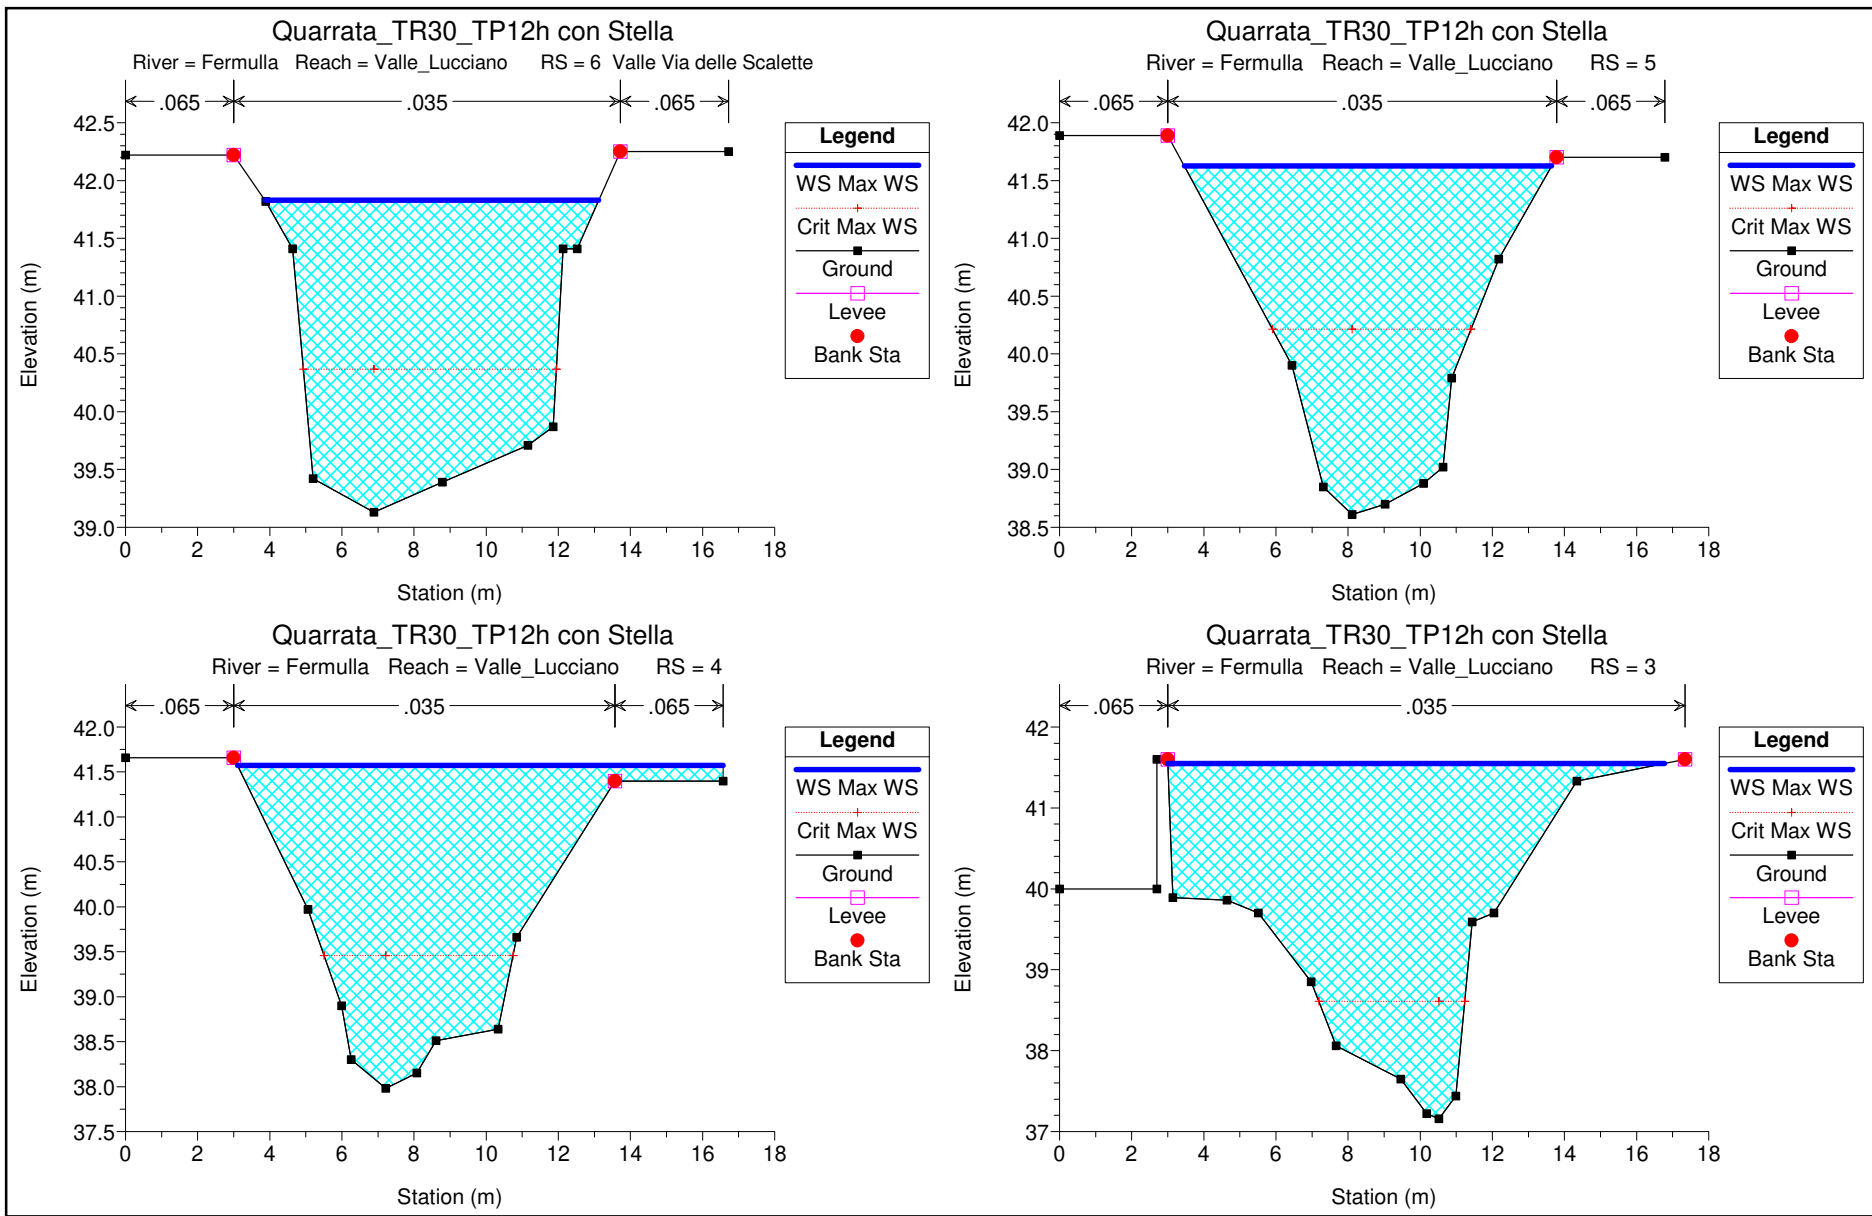 Quarrata_TR30_TP12h con Stella
River = Fermulla Reach = Valle_Lucciano RS = 6 Valle Via delle Scalette
.065 .035 .065
42.5
42.0
41.5
41.0
40.5
40.0
39.5
39.0
0 2 4 6 8 10 12 14 16 18
Station (m)
Elevation (m)
Legend
WS Max WS
Crit Max WS
Ground
Levee
Bank Sta
Quarrata_TR30_TP12h con Stella
River = Fermulla Reach = Valle_Lucciano RS = 5
.065 .035 .065
42.0
41.5
41.0
40.5
40.0
39.5
39.0
38.5
0 2 4 6 8 10 12 14 16 18
Station (m)
Elevation (m)
Legend
WS Max WS
Crit Max WS
Ground
Levee
Bank Sta
Quarrata_TR30_TP12h con Stella
River = Fermulla Reach = Valle_Lucciano RS = 4
.065 .035 .065
42.0
41.5
41.0
40.5
40.0
39.5
39.0
38.5
38.0
37.5
0 2 4 6 8 10 12 14 16 18
Station (m)
Elevation (m)
Legend
WS Max WS
Crit Max WS
Ground
Levee
Bank Sta
Quarrata_TR30_TP12h con Stella
River = Fermulla Reach = Valle_Lucciano RS = 3
.065 .035
42
41
40
39
38
37
0 2 4 6 8 10 12 14 16 18
Station (m)
Elevation (m)
Legend
WS Max WS
Crit Max WS
Ground
Levee
Bank Sta